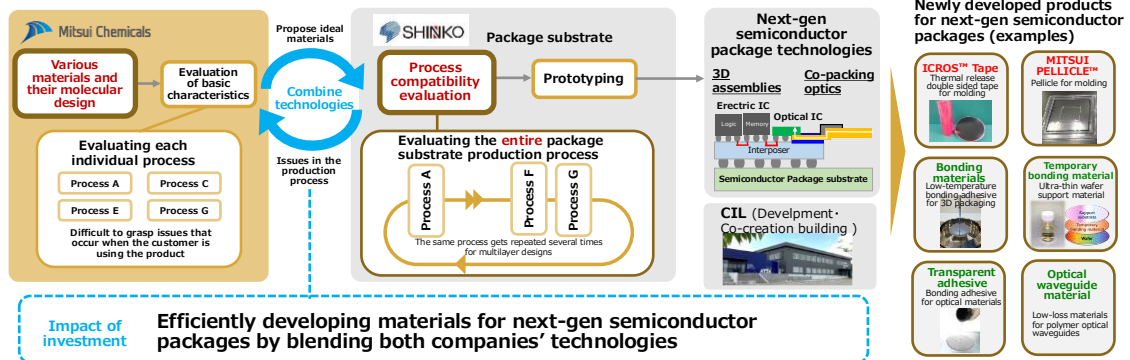 Mitsui Chemicals
Various
materials and
their molecular
design
Evaluation
of basic
characteristics
Evaluating each
individual process
Process A
Process C
Process E
Process G
Difficult to grasp issues that
occur when the customer is
using the product
Propose ideal
materials
Combine
technologies
Issues in the
production
process
SHINKO
Package substrate
Process
compatibility
evaluation
Prototyping
Evaluating the entire package
substrate production process
Process A
Process F
Process G
The same process gets repeated several times
for multilayer designs
Next-gen
semiconductor
package technologies
3D
assemblies
Co-packing
optics
Erectric IC
Logic
Memory
Optical IC
Interposer
Semiconductor Package substrate
CIL (Develpment・
Co-creation building )
Newly developed products
for next-gen semiconductor
packages (examples)
ICROS™ Tape
Thermal release
double sided tape
for molding
MITSUI
PELLICLE™
Pellicle for molding
Bonding
materials
Low-temperature
bonding adhesive
for 3D packaging
Temporary
bonding material
Ultra-thin wafer
support material
Support
substrate
Temporary
bonding material
Wafer
Transparent
adhesive
Bonding adhesive
for optical materials
Optical
waveguide
material
Low-loss materials
for polymer optical
waveguides
Impact of
investment
Efficiently developing materials for next-gen semiconductor
packages by blending both companies’ technologies